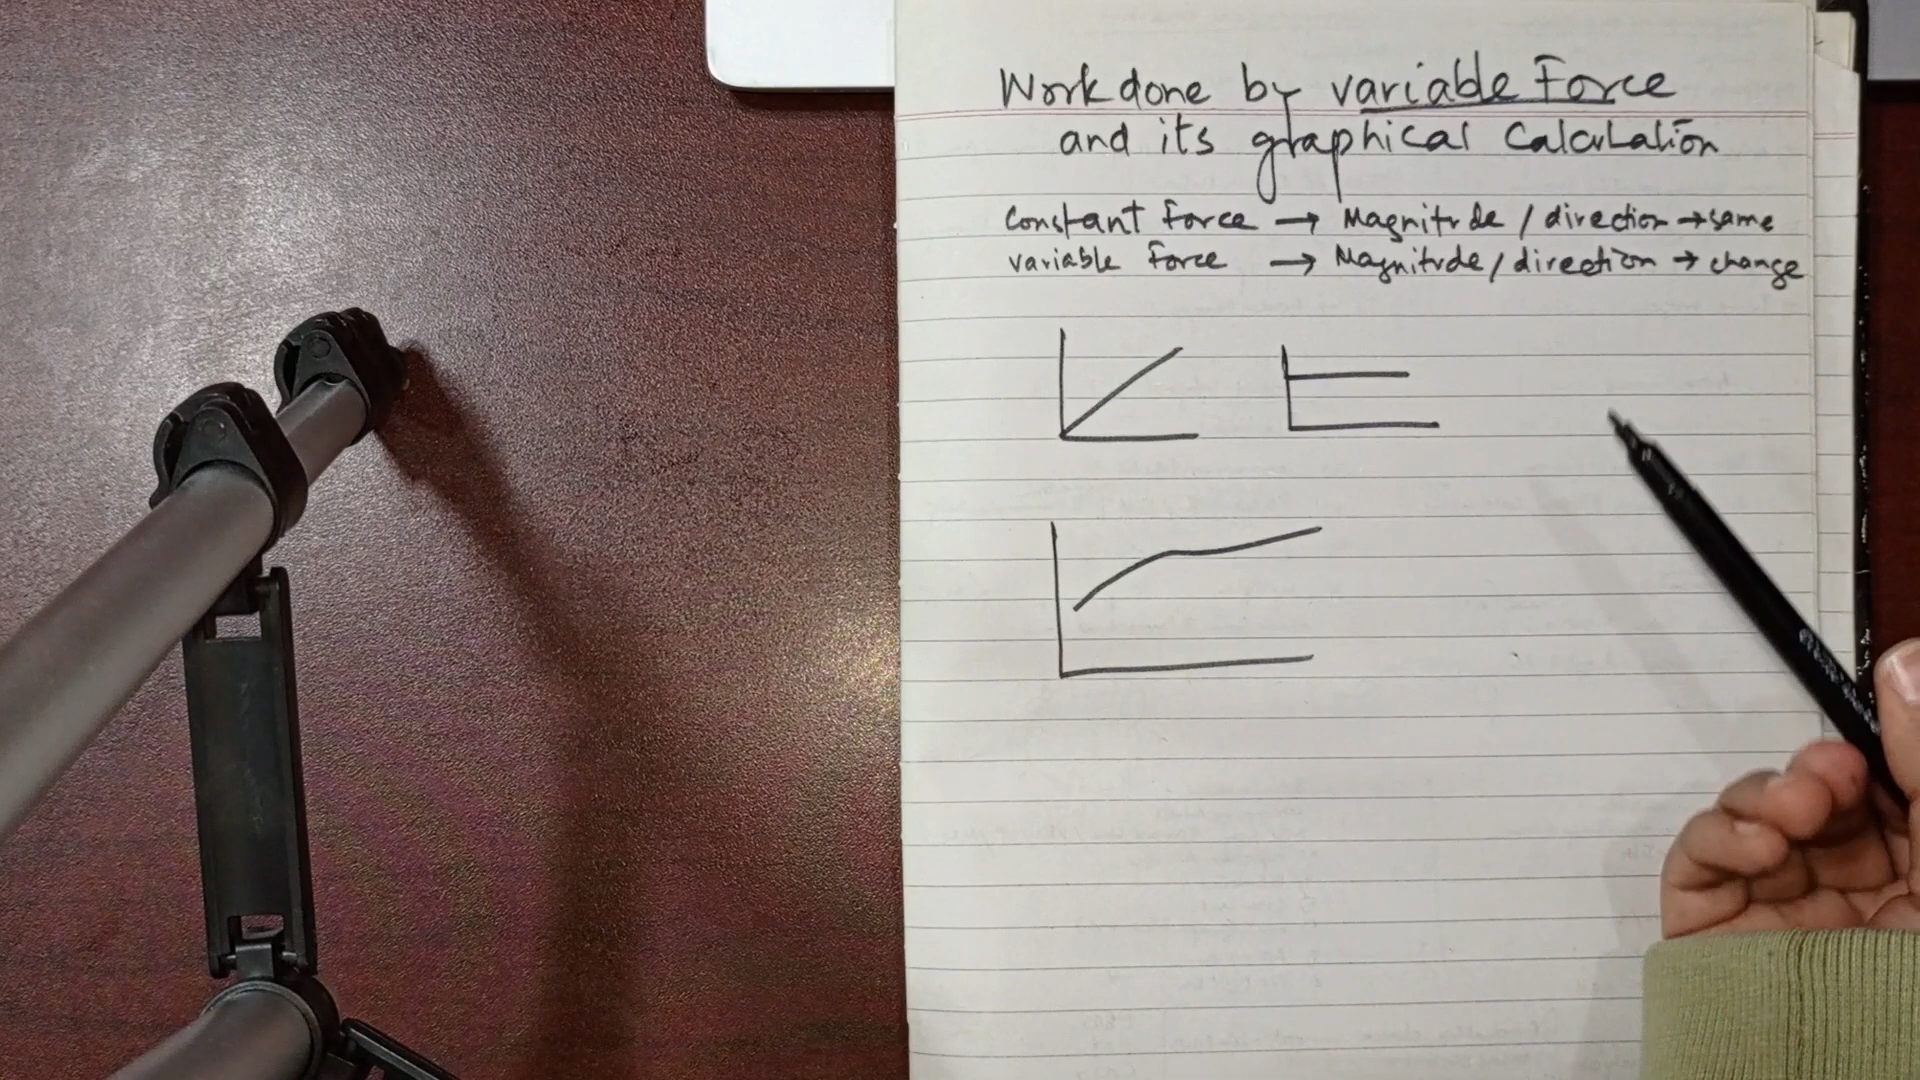 Work done by variable Force
and its graphical Calculation
Constant Force → Magnitude / direction → same
variable Force → Magnitude / direction → change